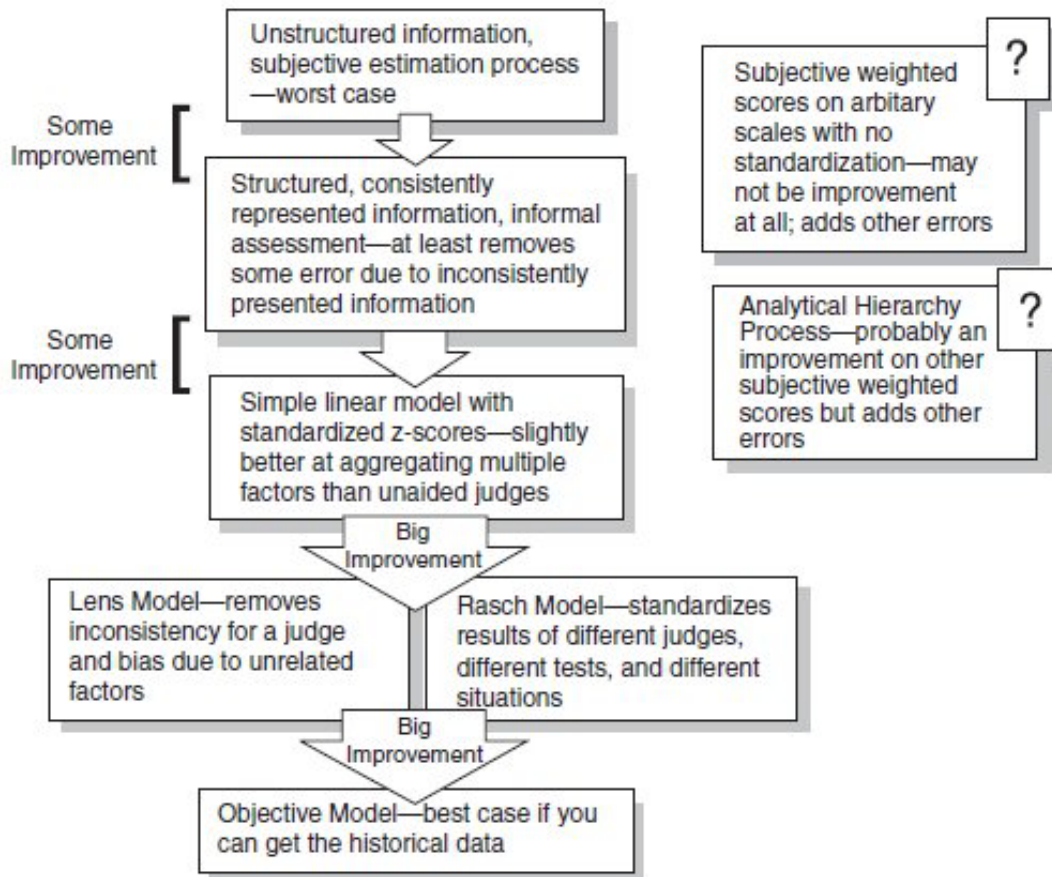 Unstructured information,
subjective estimation process
—worst case
Some
Improvement
Structured, consistently
represented information, informal
assessment—at least removes
some error due to inconsistently
presented information
Some
Improvement
Simple linear model with
standardized z-scores—slightly
better at aggregating multiple
factors than unaided judges
Big
Improvement
Lens Model—removes
inconsistency for a judge
and bias due to unrelated
factors
Rasch Model—standardizes
results of different judges,
different tests, and different
situations
Big
Improvement
Objective Model—best case if you
can get the historical data
?
Subjective weighted
scores on arbitary
scales with no
standardization—may
not be improvement
at all; adds other errors
?
Analytical Hierarchy
Process—probably an
improvement on other
subjective weighted
scores but adds other
errors